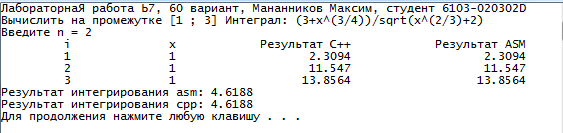 ЛабораторнаЯ работа Ь7, 60 вариант, Мананников Максим, студент 6103-020302D
Вычислить на промежутке [1 ; 3] Интеграл: (3+x^(3/4))/sqrt(x^(2/3)+2)
Введите n = 2
i x Результат C++ Результат ASM
1 1 2.3094 2.3094
2 1 11.547 11.547
3 1 13.8564 13.8564
Результат интегрирования asm: 4.6188
Результат интегрирования cpp: 4.6188
Для продолжения нажмите любую клавишу . . .